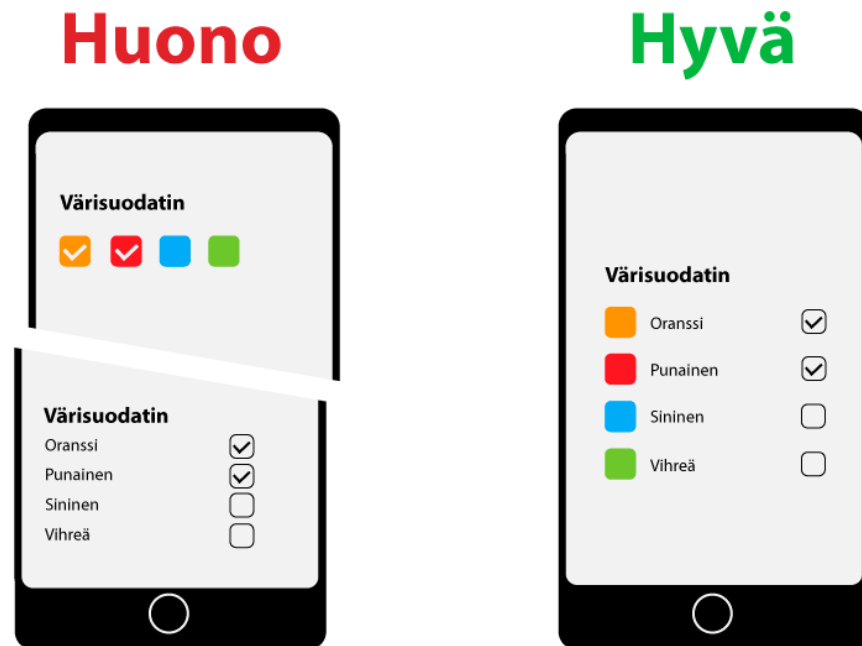 Huono
Värisuodatin
Värisuodatin
Oranssi
Punainen
Sininen
Vihreä
Hyvä
Värisuodatin
Oranssi
Punainen
Sininen
Vihreä